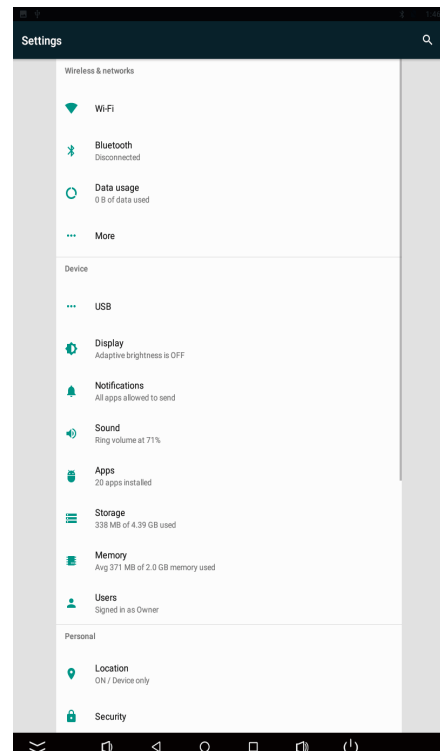 Settings
Wireless & networks
Wi-Fi
Bluetooth
Disconnected
Data usage
0 B of data used
More
Device
USB
Display
Adaptive brightness is OFF
Notifications
All apps allowed to send
Sound
Ring volume at 71%
Apps
20 apps installed
Storage
338 MB of 4.39 GB used
Memory
Avg 371 MB of 2.0 GB memory used
Users
Signed in as Owner
Personal
Location
ON / Device only
Security